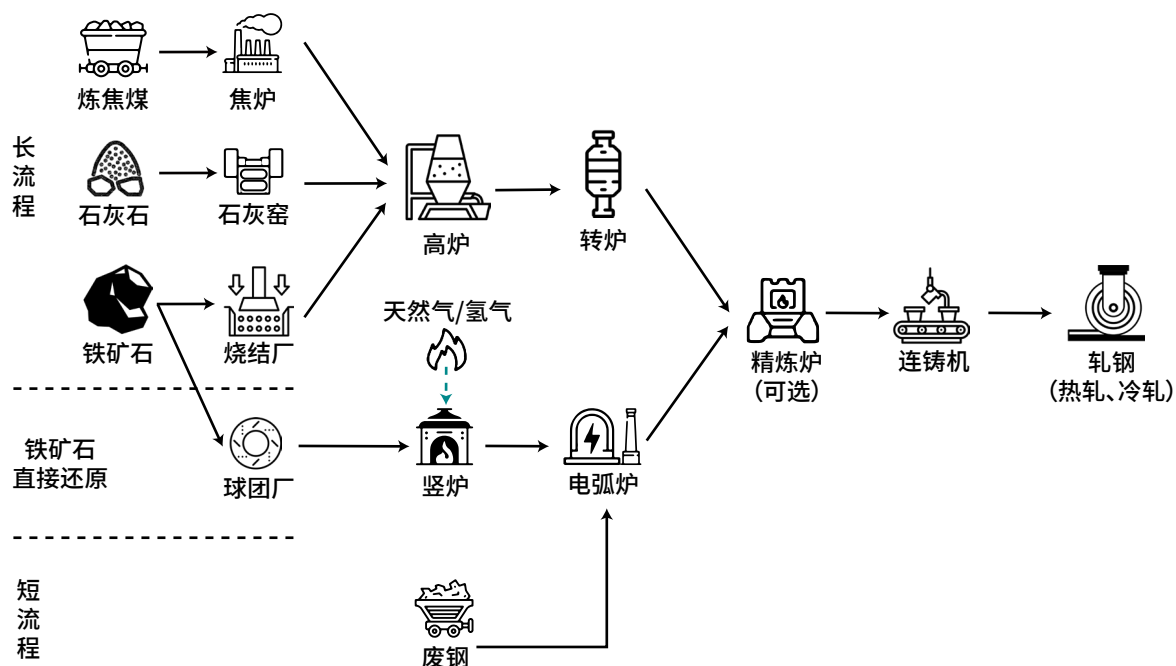 长
流
程
炼焦煤
焦炉
石灰石
石灰窑
高炉
转炉
铁矿石
烧结厂
天然气/氢气
精炼炉
(可选)
连铸机
轧钢
(热轧、冷轧)
铁矿石
直接还原
球团厂
竖炉
电弧炉
短
流
程
废钢